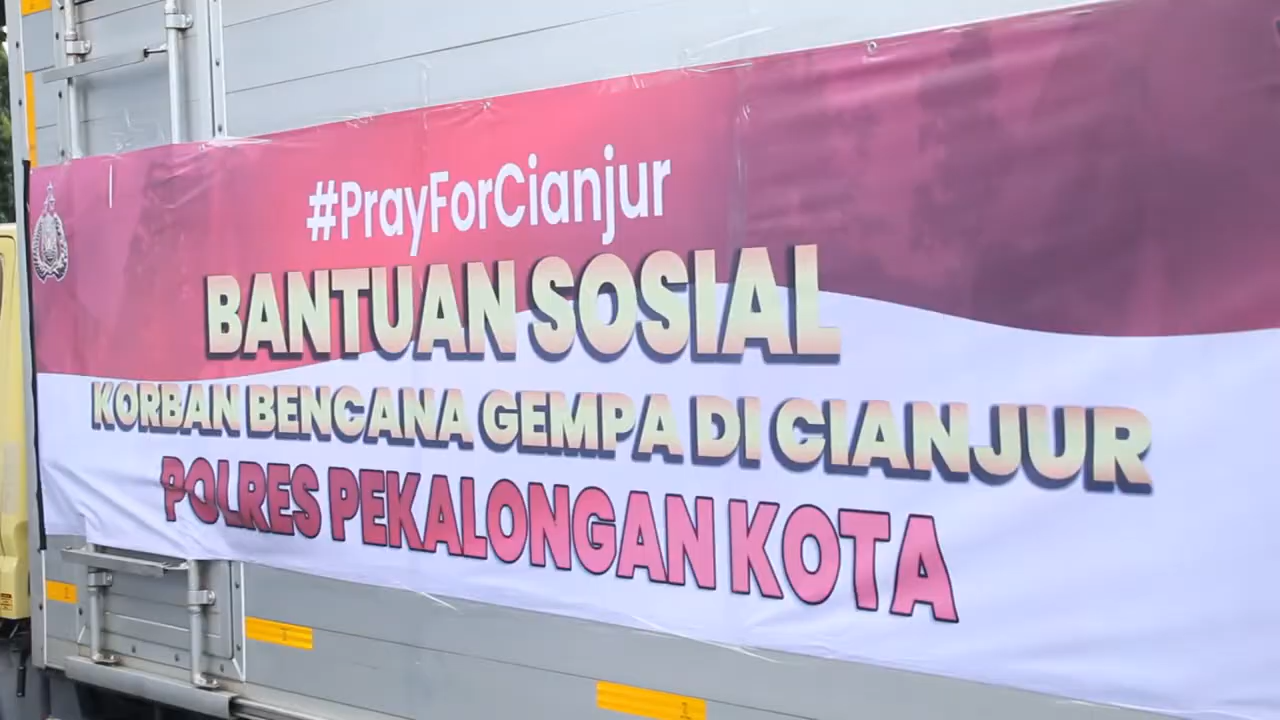 #PrayForCianjur
BANTUAN SOSIAL
KORBAN BENCANA GEMPA DI CIANJUR
POLRES PEKALONGAN KOTA